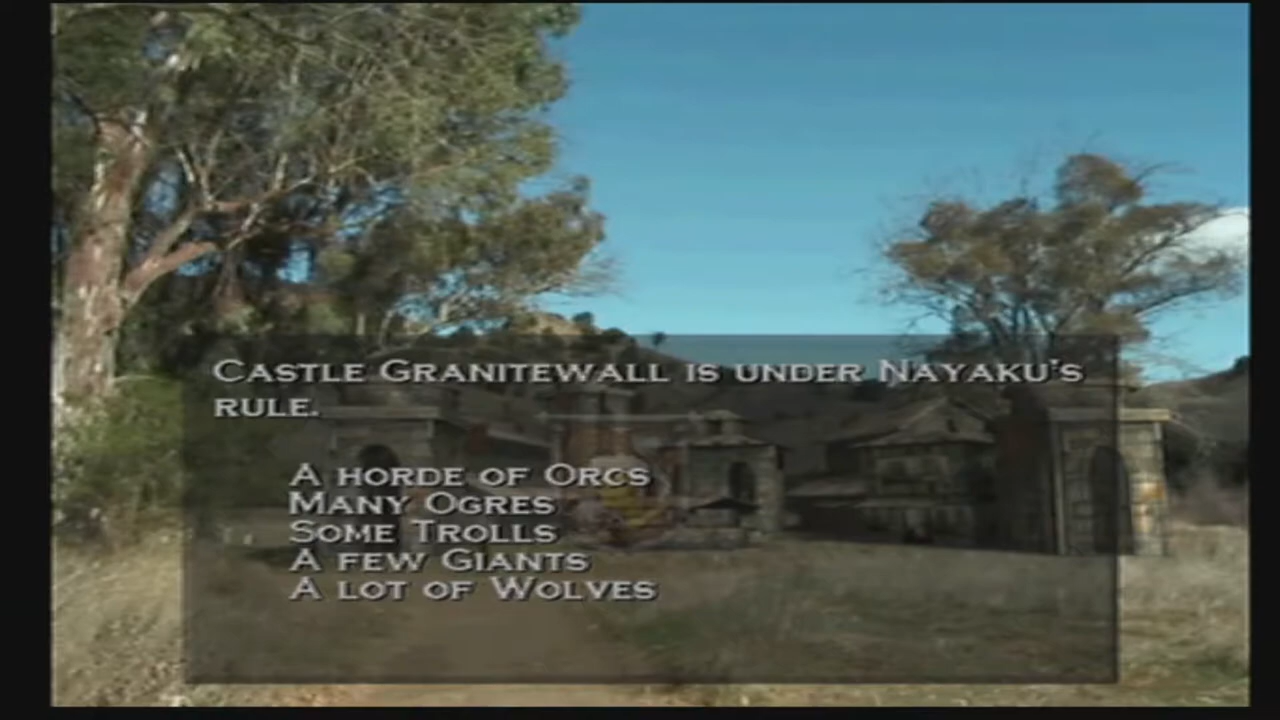 Castle Granitewall is under Nayaku's
rule.
A horde of Orcs
Many Ogres
Some Trolls
A few Giants
A lot of Wolves